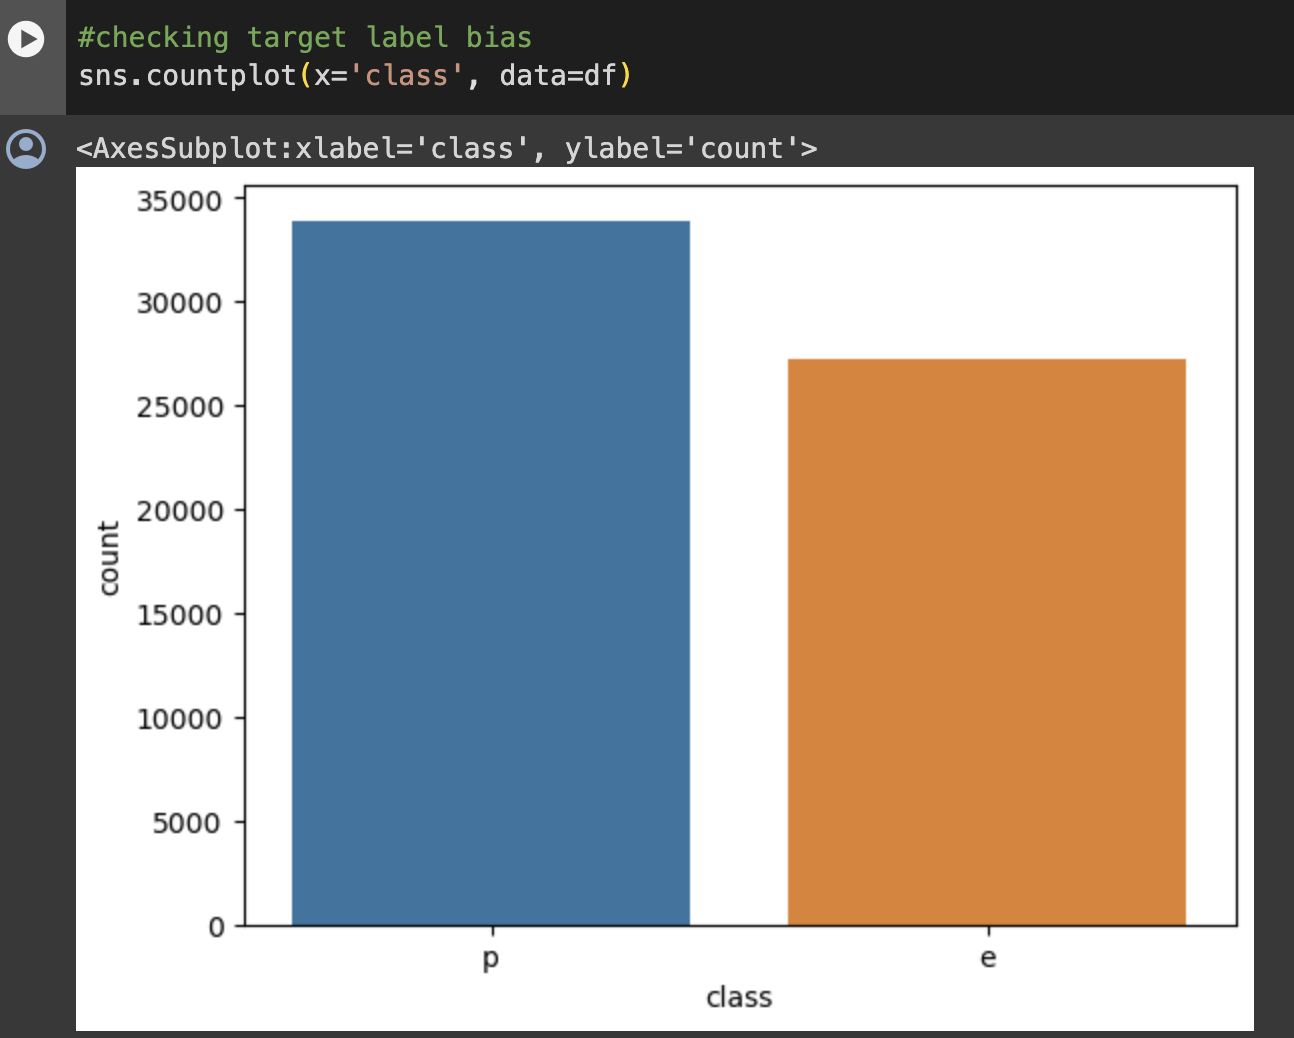 #checking target label bias
sns.countplot(x='class', data=df)
<AxesSubplot:xlabel='class', ylabel='count'>
35000
30000
25000
20000
15000
10000
5000
0
count
p
e
class